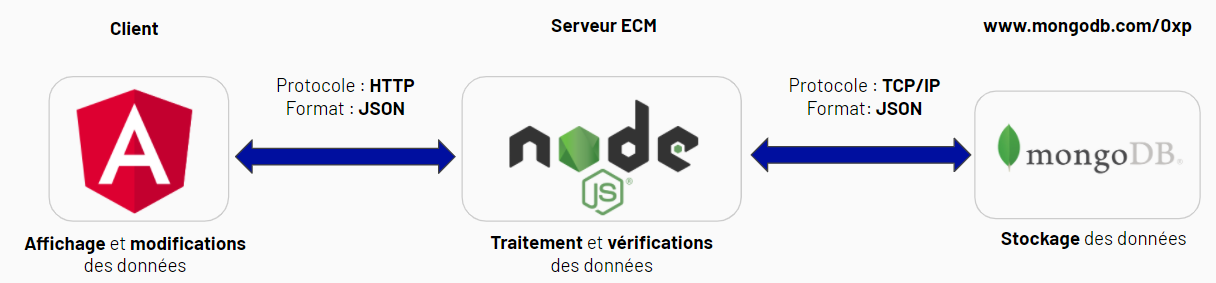 Client
Serveur ECM
www.mongodb.com/0xp
Protocole : HTTP
Format : JSON
Protocole : TCP/IP
Format: JSON
A
node
JS®
mongoDB®
Affichage et modifications
des données
Traitement et vérifications
des données
Stockage des données